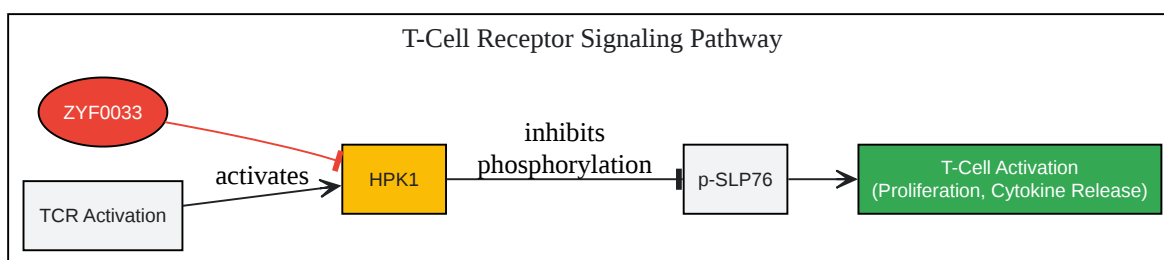 T-Cell Receptor Signaling Pathway
ZYF0033
TCR Activation
activates
HPK1
inhibits
phosphorylation
p-SLP76
T-Cell Activation
(Proliferation, Cytokine Release)